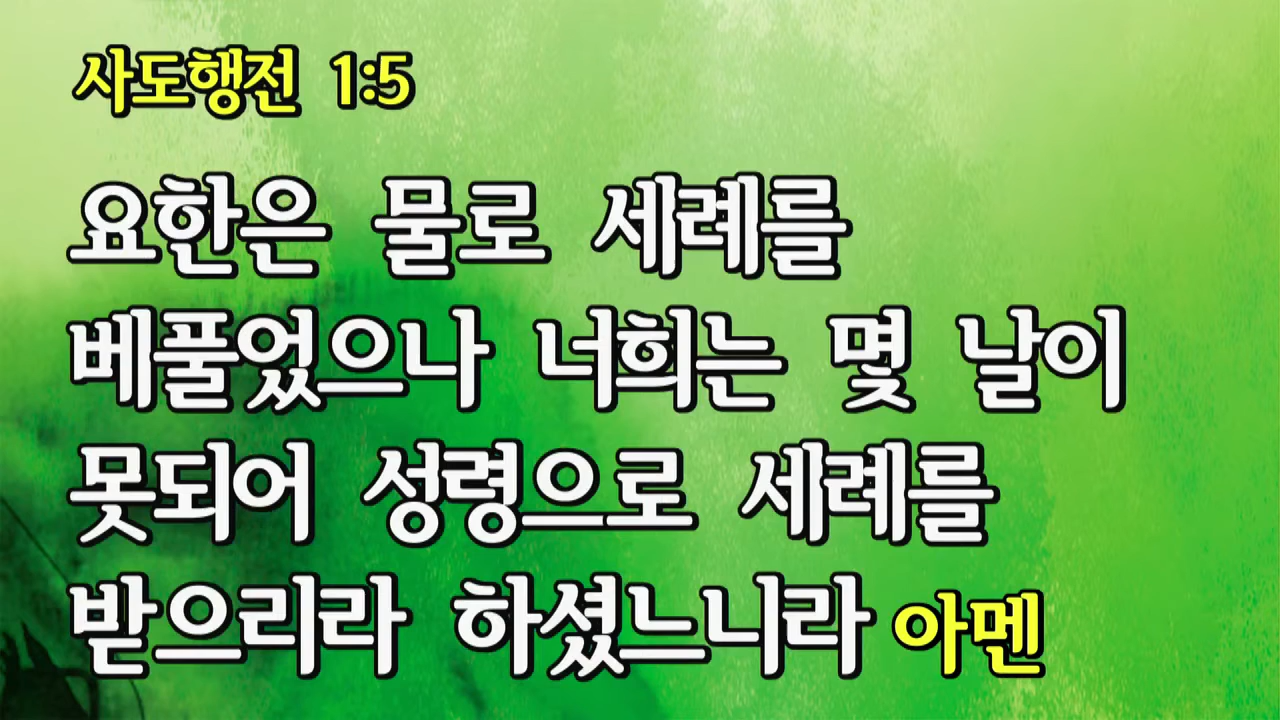 사도행전 1:5
요한은 물로 세례를
베풀었으나 너희는 몇 날이
못되어 성령으로 세례를
받으리라 하셨느니라 아멘